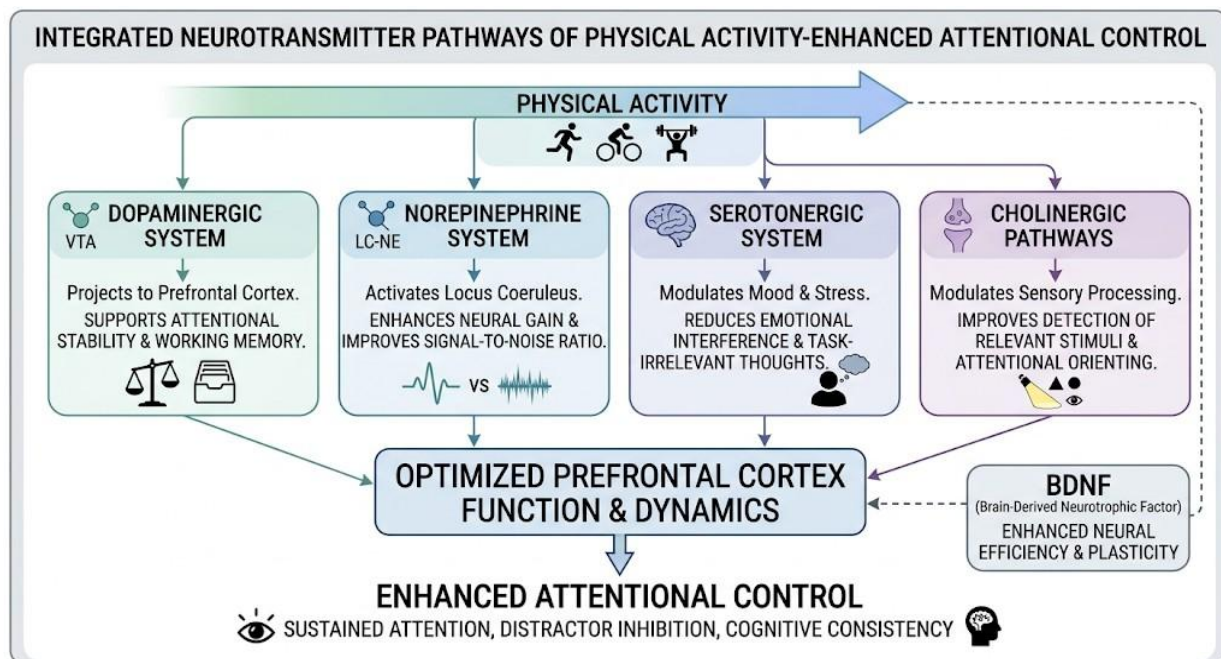 INTEGRATED NEUROTRANSMITTER PATHWAYS OF PHYSICAL ACTIVITY-ENHANCED ATTENTIONAL CONTROL
PHYSICAL ACTIVITY
VTA
DOPAMINERGIC
SYSTEM
Projects to Prefrontal Cortex.
SUPPORTS ATTENTIONAL
STABILITY & WORKING MEMORY.
LC-NE
NOREPINEPHRINE
SYSTEM
Activates Locus Coeruleus.
ENHANCES NEURAL GAIN &
IMPROVES SIGNAL-TO-NOISE RATIO.
VS
SEROTONERGIC
SYSTEM
Modulates Mood & Stress.
REDUCES EMOTIONAL
INTERFERENCE & TASK-
IRRELEVANT THOUGHTS.
CHOLINERGIC
PATHWAYS
Modulates Sensory Processing.
IMPROVES DETECTION OF
RELEVANT STIMULI &
ATTENTIONAL ORIENTING.
OPTIMIZED PREFRONTAL CORTEX
FUNCTION & DYNAMICS
BDNF
(Brain-Derived Neurotrophic Factor)
ENHANCED NEURAL
EFFICIENCY & PLASTICITY
ENHANCED ATTENTIONAL CONTROL
SUSTAINED ATTENTION, DISTRACTOR INHIBITION, COGNITIVE CONSISTENCY